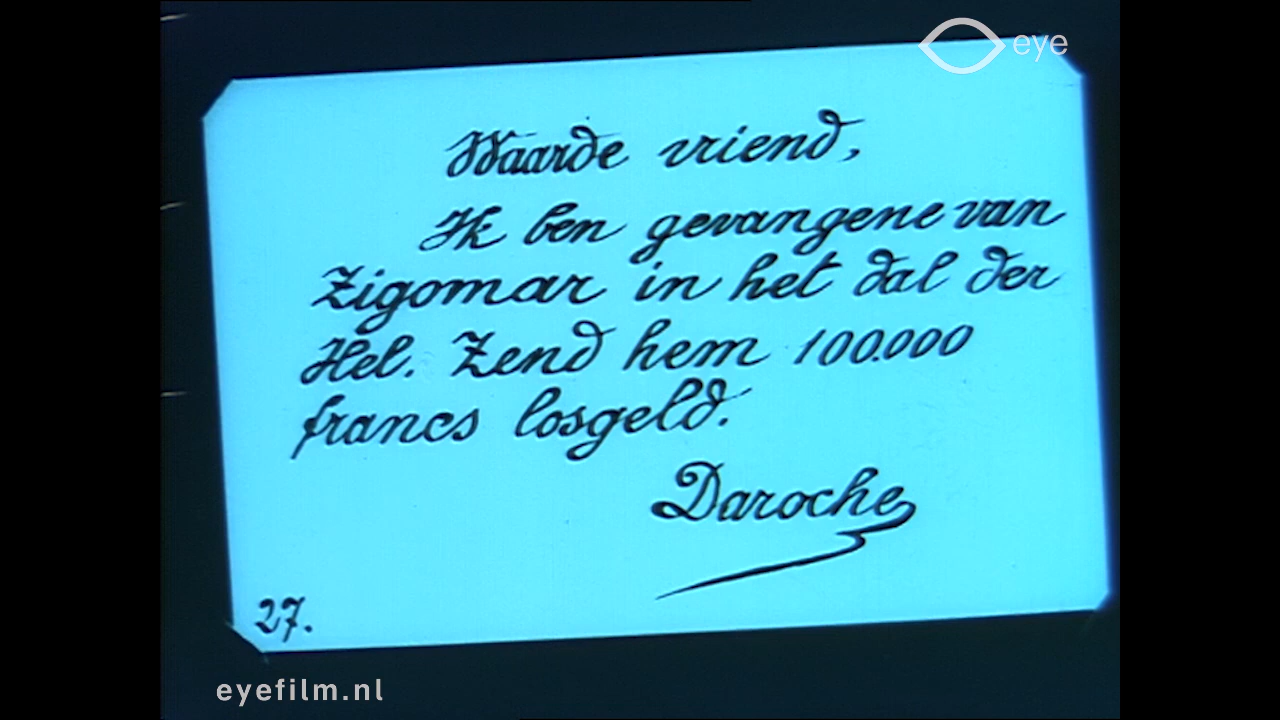 eye
Waarde vriend,
Ik ben gevangene van
Zigomar in het dal der
Hel. Zend hem 100.000
francs losgeld.
Daroche
27.
eyefilm.nl